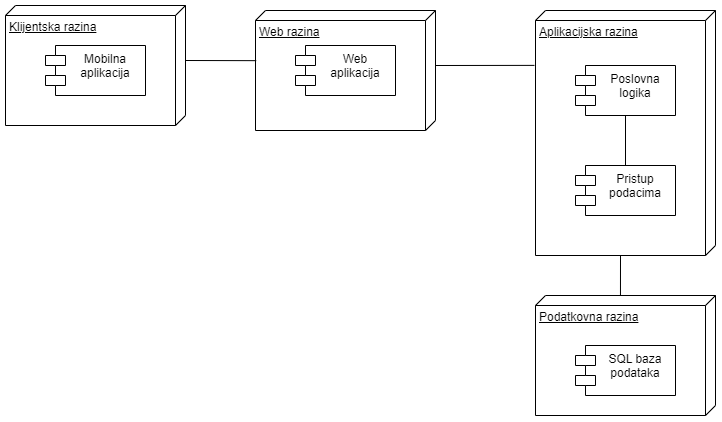 Klijentska razina
Mobilna
aplikacija
Web razina
Web
aplikacija
Aplikacijska razina
Poslovna
logika
Pristup
podacima
Podatkovna razina
SQL baza
podataka